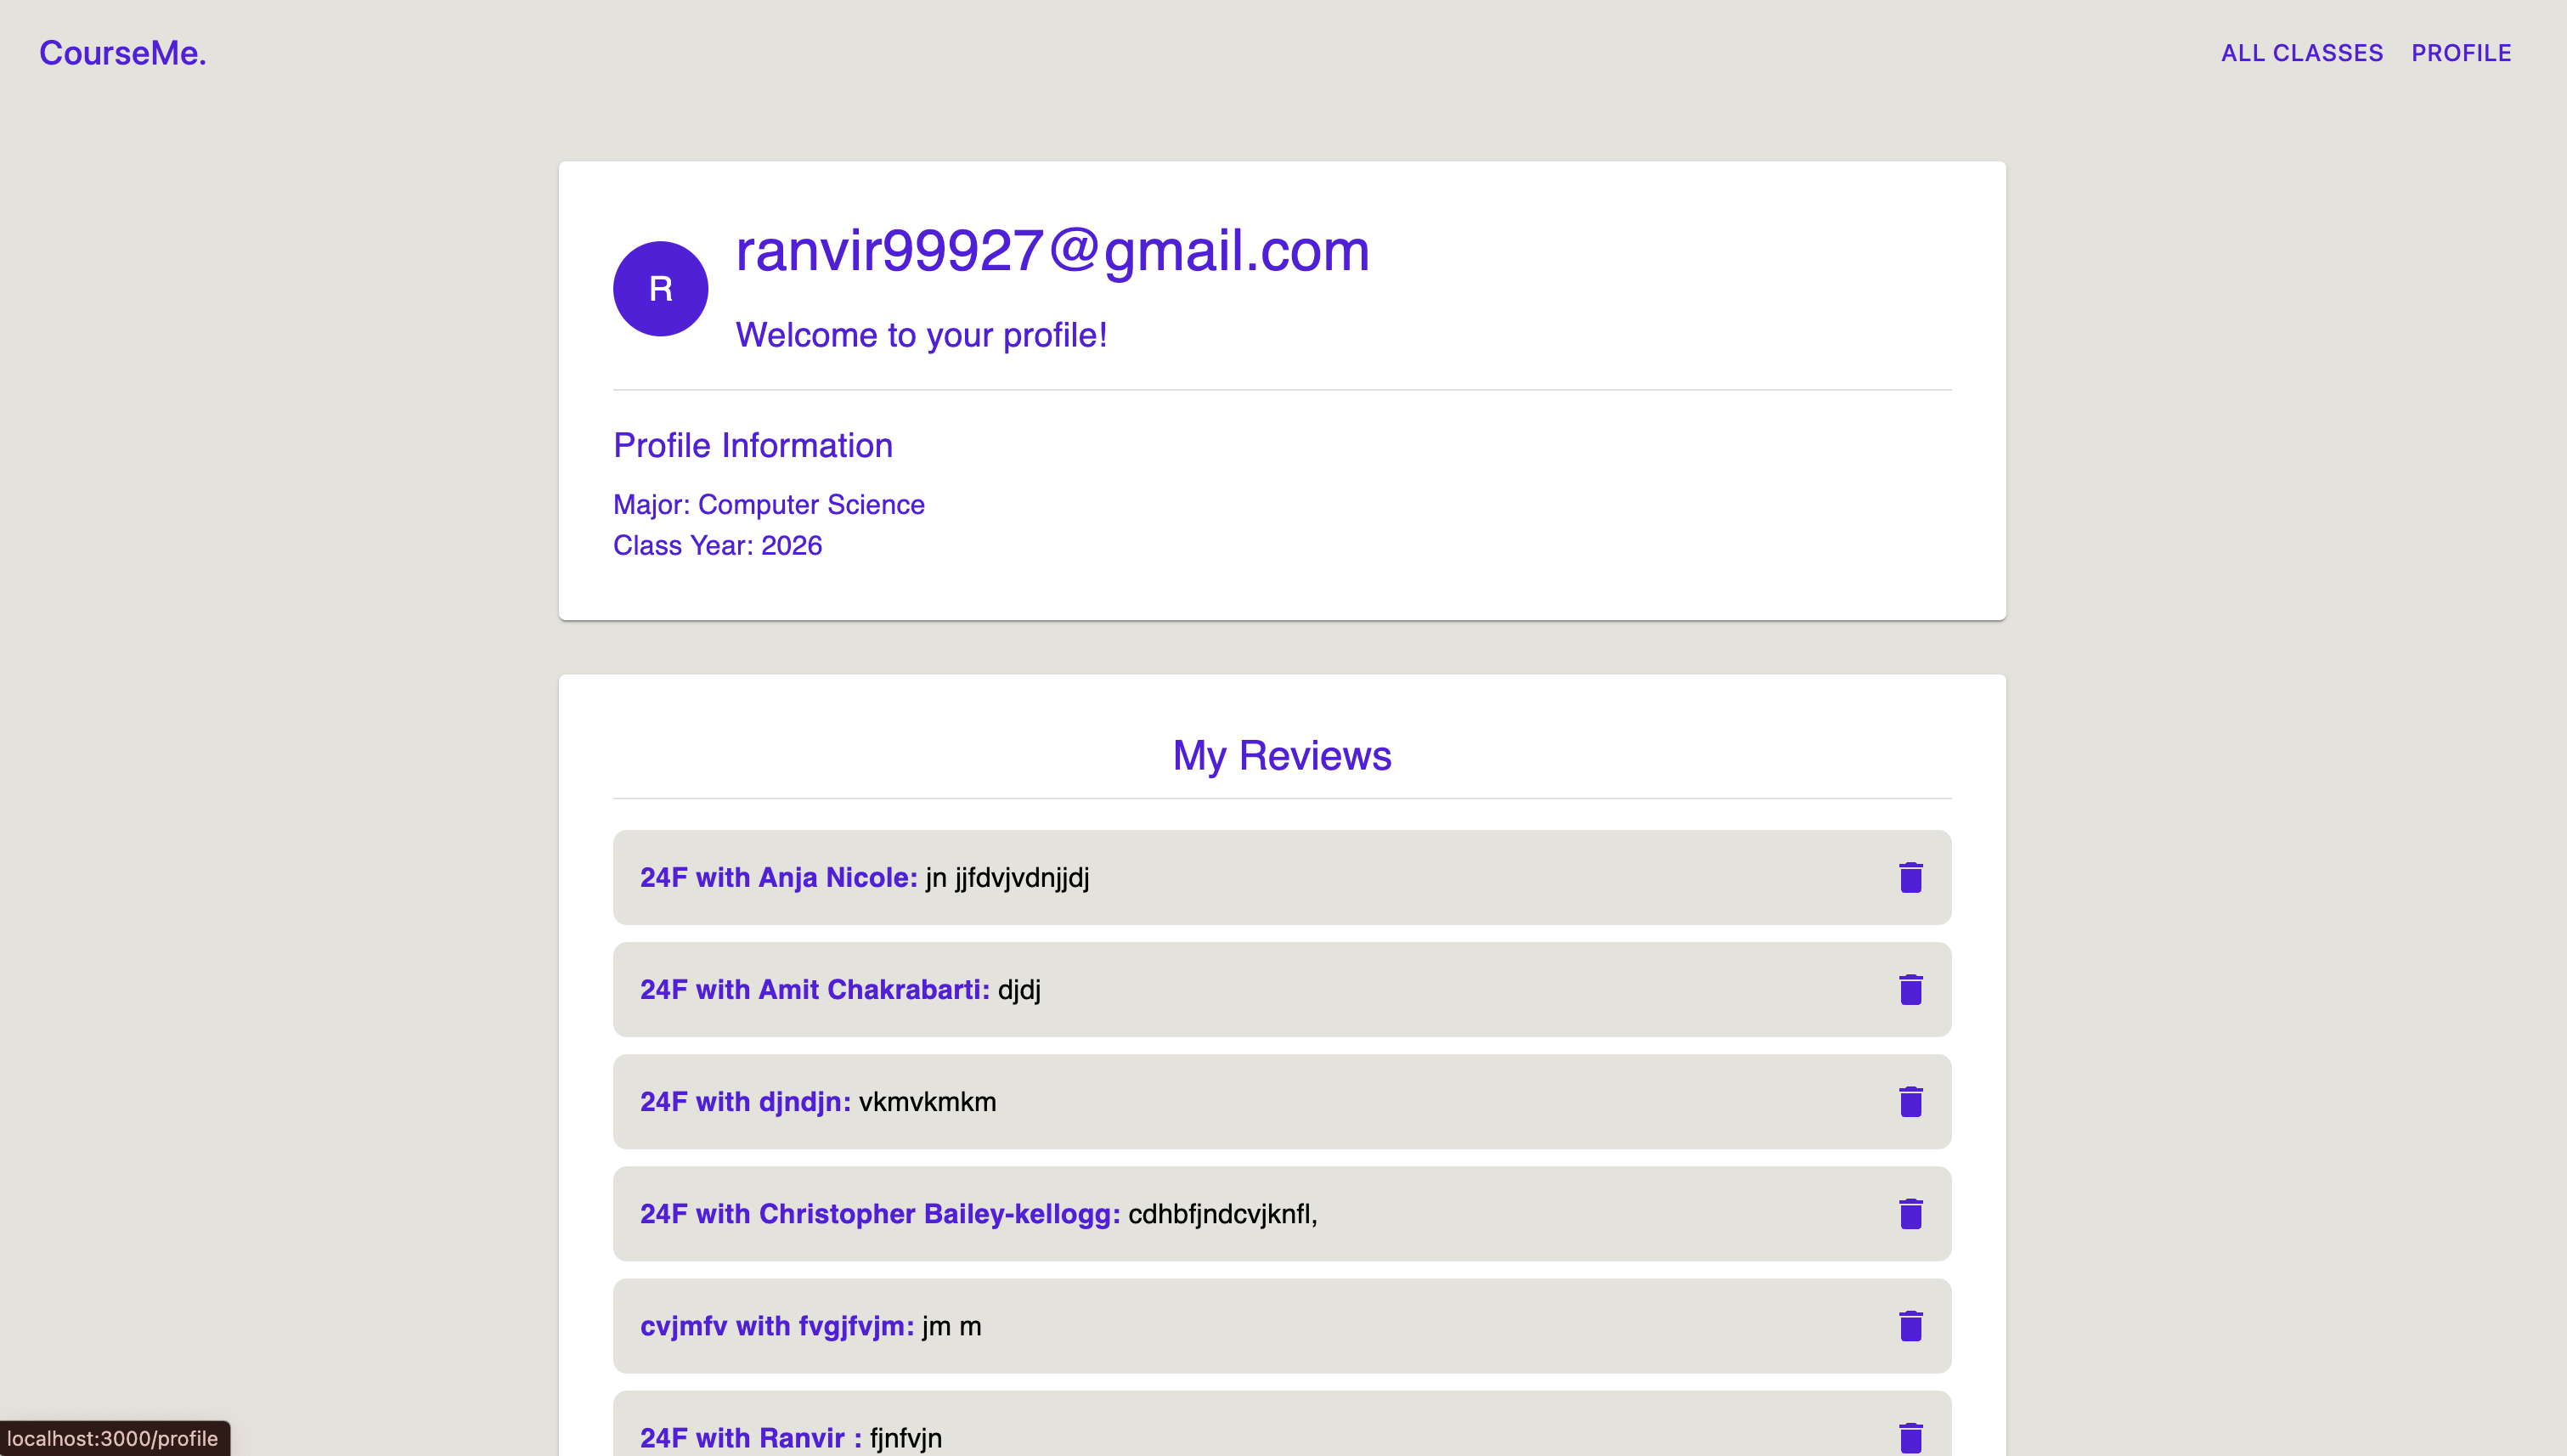 CourseMe.
ALL CLASSES PROFILE
R
ranvir99927@gmail.com
Welcome to your profile!
Profile Information
Major: Computer Science
Class Year: 2026
My Reviews
24F with Anja Nicole: jn jjfdvjvdnjjdj
24F with Amit Chakrabarti: djdj
24F with djndjn: vkmvkmkm
24F with Christopher Bailey-kellogg: cdhbfjndcvjknfl,
cvjmfv with fvgjfvjm: jm m
24F with Ranvir : fjnfvjn
localhost:3000/profile